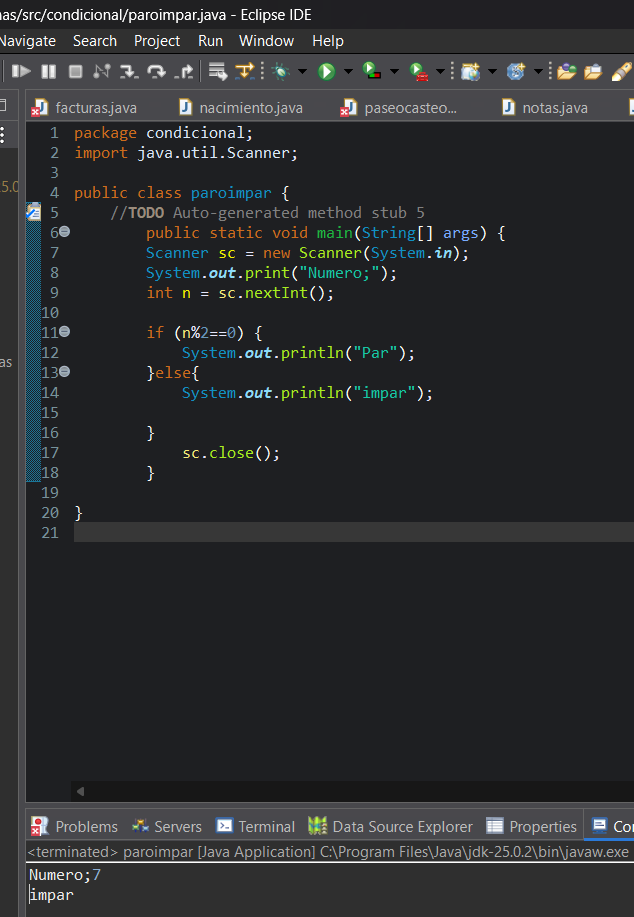 nas/src/condicional/paroimpar.java - Eclipse IDE
Navigate Search Project Run Window Help
facturas.java nacimiento.java paseocasteo... notas.java
1 package condicional;
2 import java.util.Scanner;
3
4 public class paroimpar {
5.0
5 //TODO Auto-generated method stub 5
6 public static void main(String[] args) {
7 Scanner sc = new Scanner(System.in);
8 System.out.print("Numero;");
9 int n = sc.nextInt();
10
11 if (n%2==0) {
12 System.out.println("Par");
as
13 }else{
14 System.out.println("impar");
15
16 }
17 sc.close();
18 }
19
20 }
21
Problems Servers Terminal Data Source Explorer Properties Co
<terminated> paroimpar [Java Application] C:\Program Files\Java\jdk-25.0.2\bin\javaw.exe
Numero;7
impar